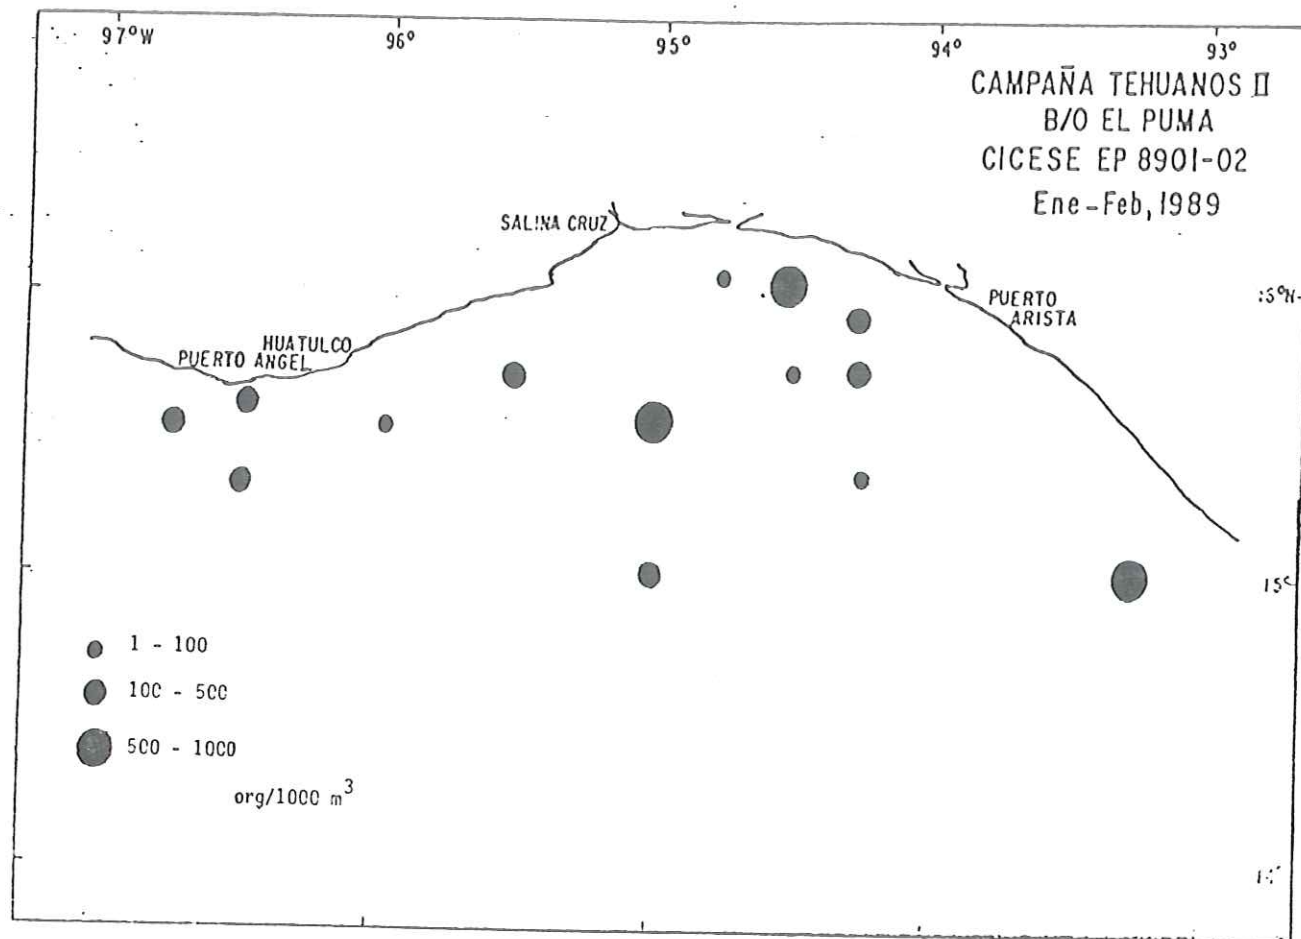 97°W 96° 95° 94° 93°
CAMPAÑA TEHUANOS II
B/O EL PUMA
CICESE EP 8901-02
Ene-Feb, 1989
SALINA CRUZ
PUERTO
ARISTA
HUATULCO
PUERTO ANGEL
1 - 100
100 - 500
500 - 1000
org/1000 m³